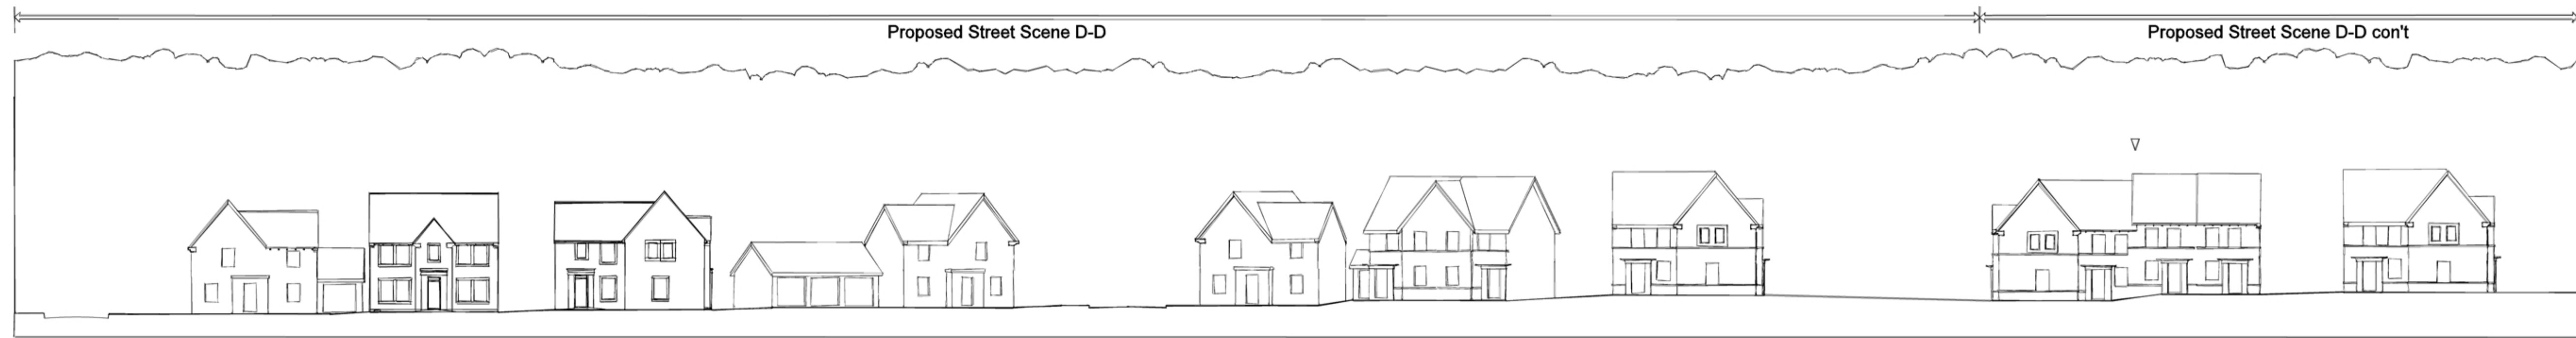 Proposed Street Scene D-D
Proposed Street Scene D-D con't